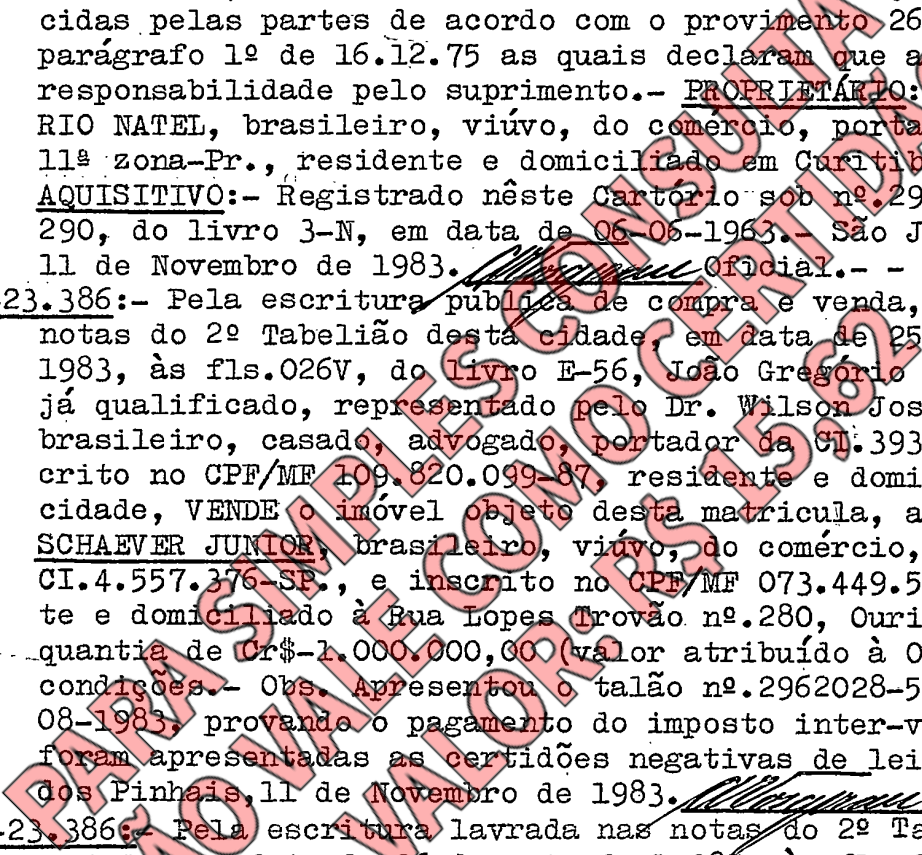 cidas pelas partes de acordo com o provimento 26
parágrafo 1º de 16.12.75 as quais declaram que a
responsabilidade pelo suprimento.- PROPRIETÁRIO:
RIO NATEL, brasileiro, viúvo, do comércio, porta
11ª zona-Pr., residente e domiciliado em Curitib
AQUISITIVO:- Registrado nêste Cartório sob nº.29
290, do livro 3-N, em data de 06-06-1963.- São J
11 de Novembro de 1983. Oficial.- -
23.386:- Pela escritura pública de compra e venda,
notas do 2º Tabelião desta cidade, em data de 25
1983, às fls.026V, do livro E-56, João Gregório
já qualificado, representado pelo Dr. Wilson Jos
brasileiro, casado, advogado, portador da CI.393
crito no CPF/MF 109.820.099-87, residente e domi
cidade, VENDE o imóvel objeto desta matricula, a
SCHAEVER JUNIOR, brasileiro, viúvo, do comércio,
CI.4.557.376-SP., e inscrito no CPF/MF 073.449.5
te e domiciliado à Rua Lopes Trovão nº.280, Ouri
quantia de Cr$-1.000.000,00 (valor atribuído à O
condições.- Obs. Apresentou o talão nº.2962028-5
08-1983, provando o pagamento do imposto inter-v
foram apresentadas as certidões negativas de lei
dos Pinhais,11 de Novembro de 1983.
-23.386:- Pela escritura lavrada nas notas do 2º Ta
PARA SIMPLES CONSULTA
NÃO VALE COMO CERTIDÃ
VALOR: R$ 15,62